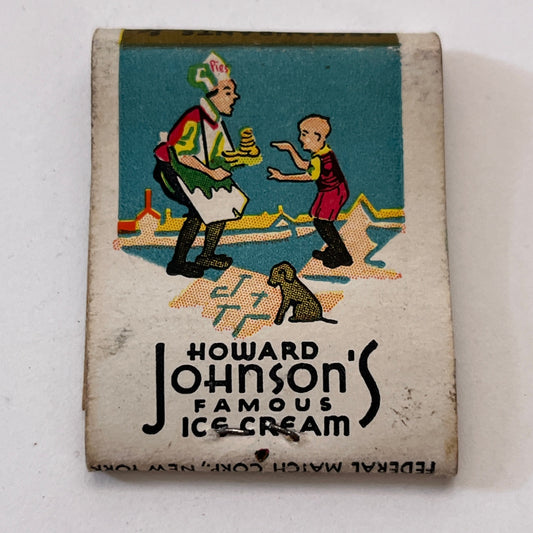 Pies
HOWARD
JOHNSON'S
FAMOUS
ICE CREAM
FEDERAL MATCH CORP., NEW YORK